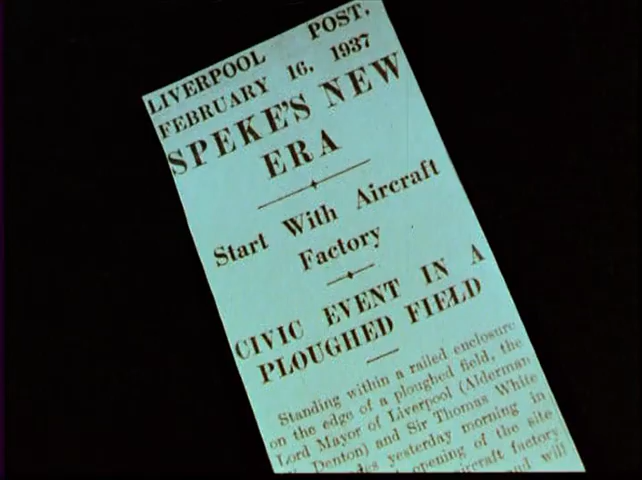 LIVERPOOL POST,
FEBRUARY 16, 1937
SPEKE'S NEW
ERA
Start With Aircraft
Factory
CIVIC EVENT IN A
PLOUGHED FIELD
Standing within a railed enclosure
on the edge of a ploughed field, the
Lord Mayor of Liverpool (Alderman
Denton) and Sir Thomas White
yesterday morning in
opening of the site
aircraft factory
and will